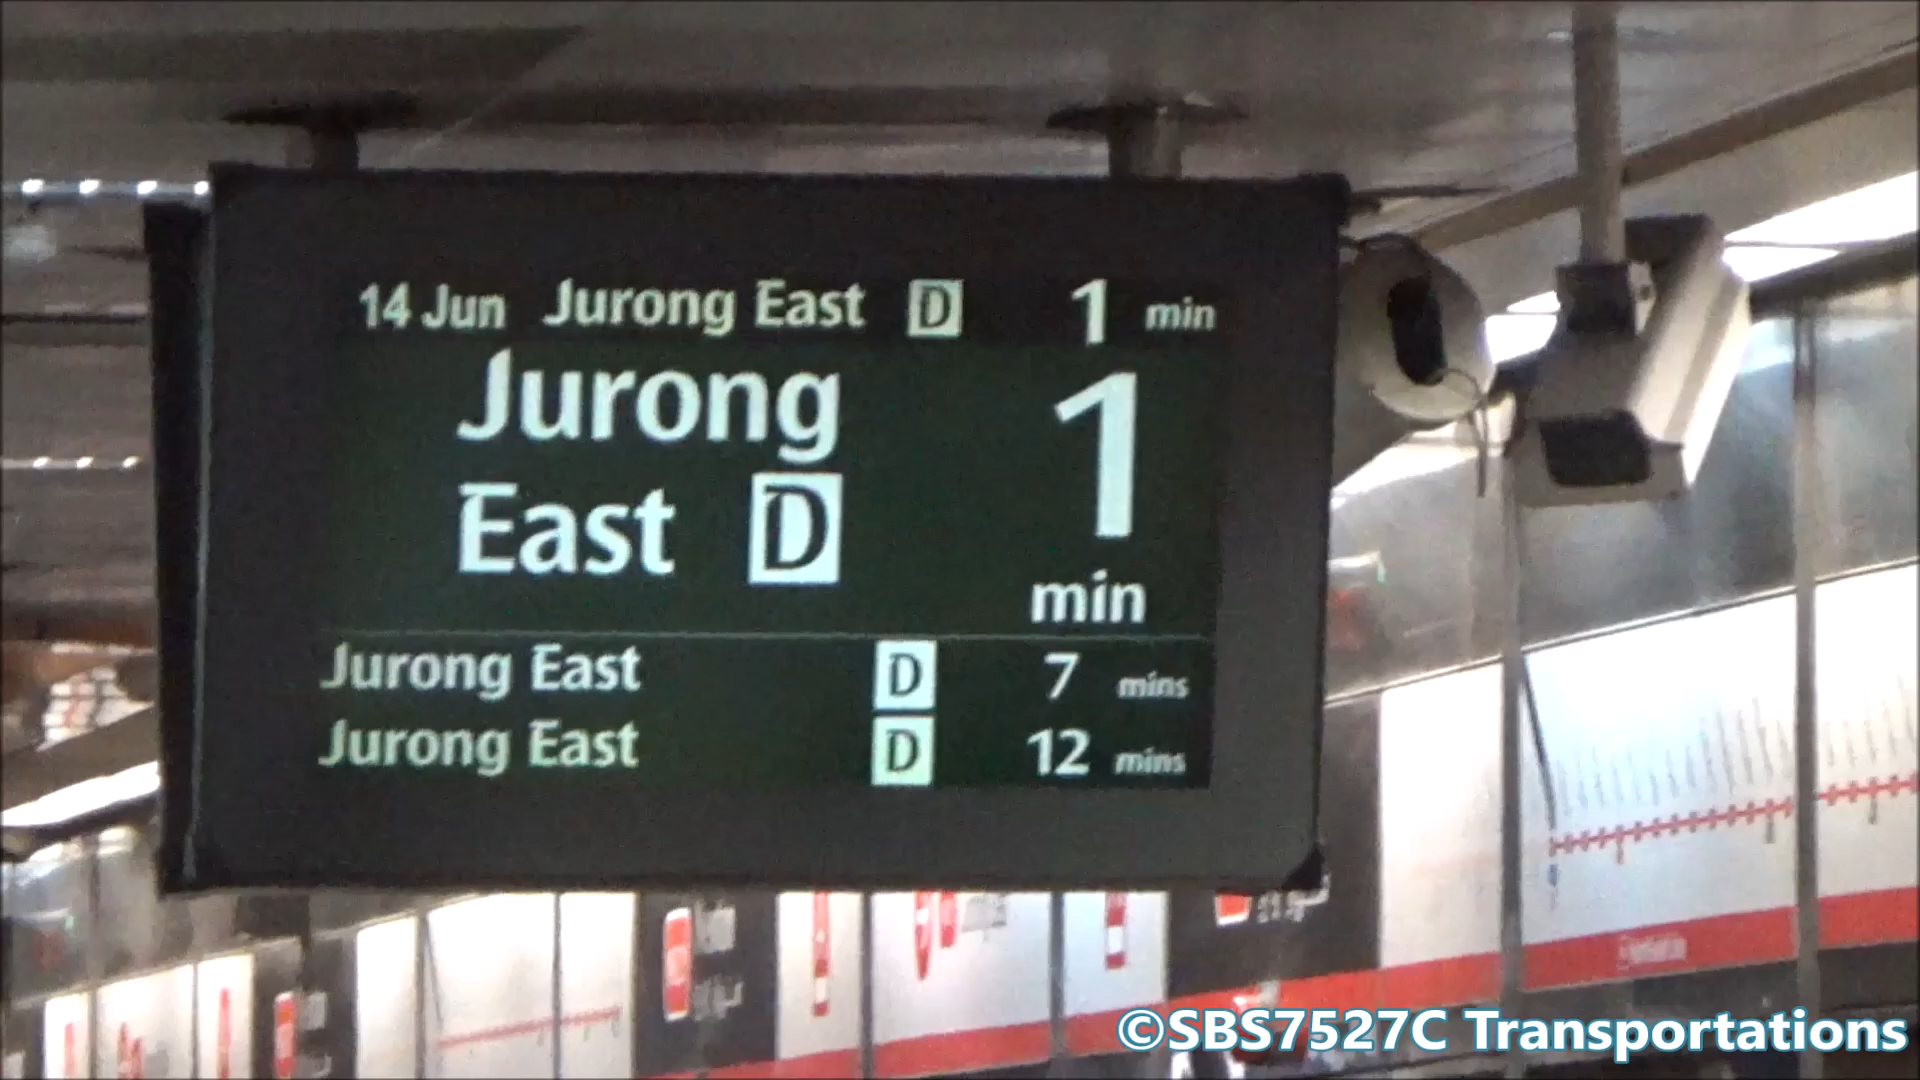 14 Jun Jurong East D 1 min
Jurong
East D 1
min
Jurong East D 7 mins
Jurong East D 12 mins
©SBS7527C Transportations